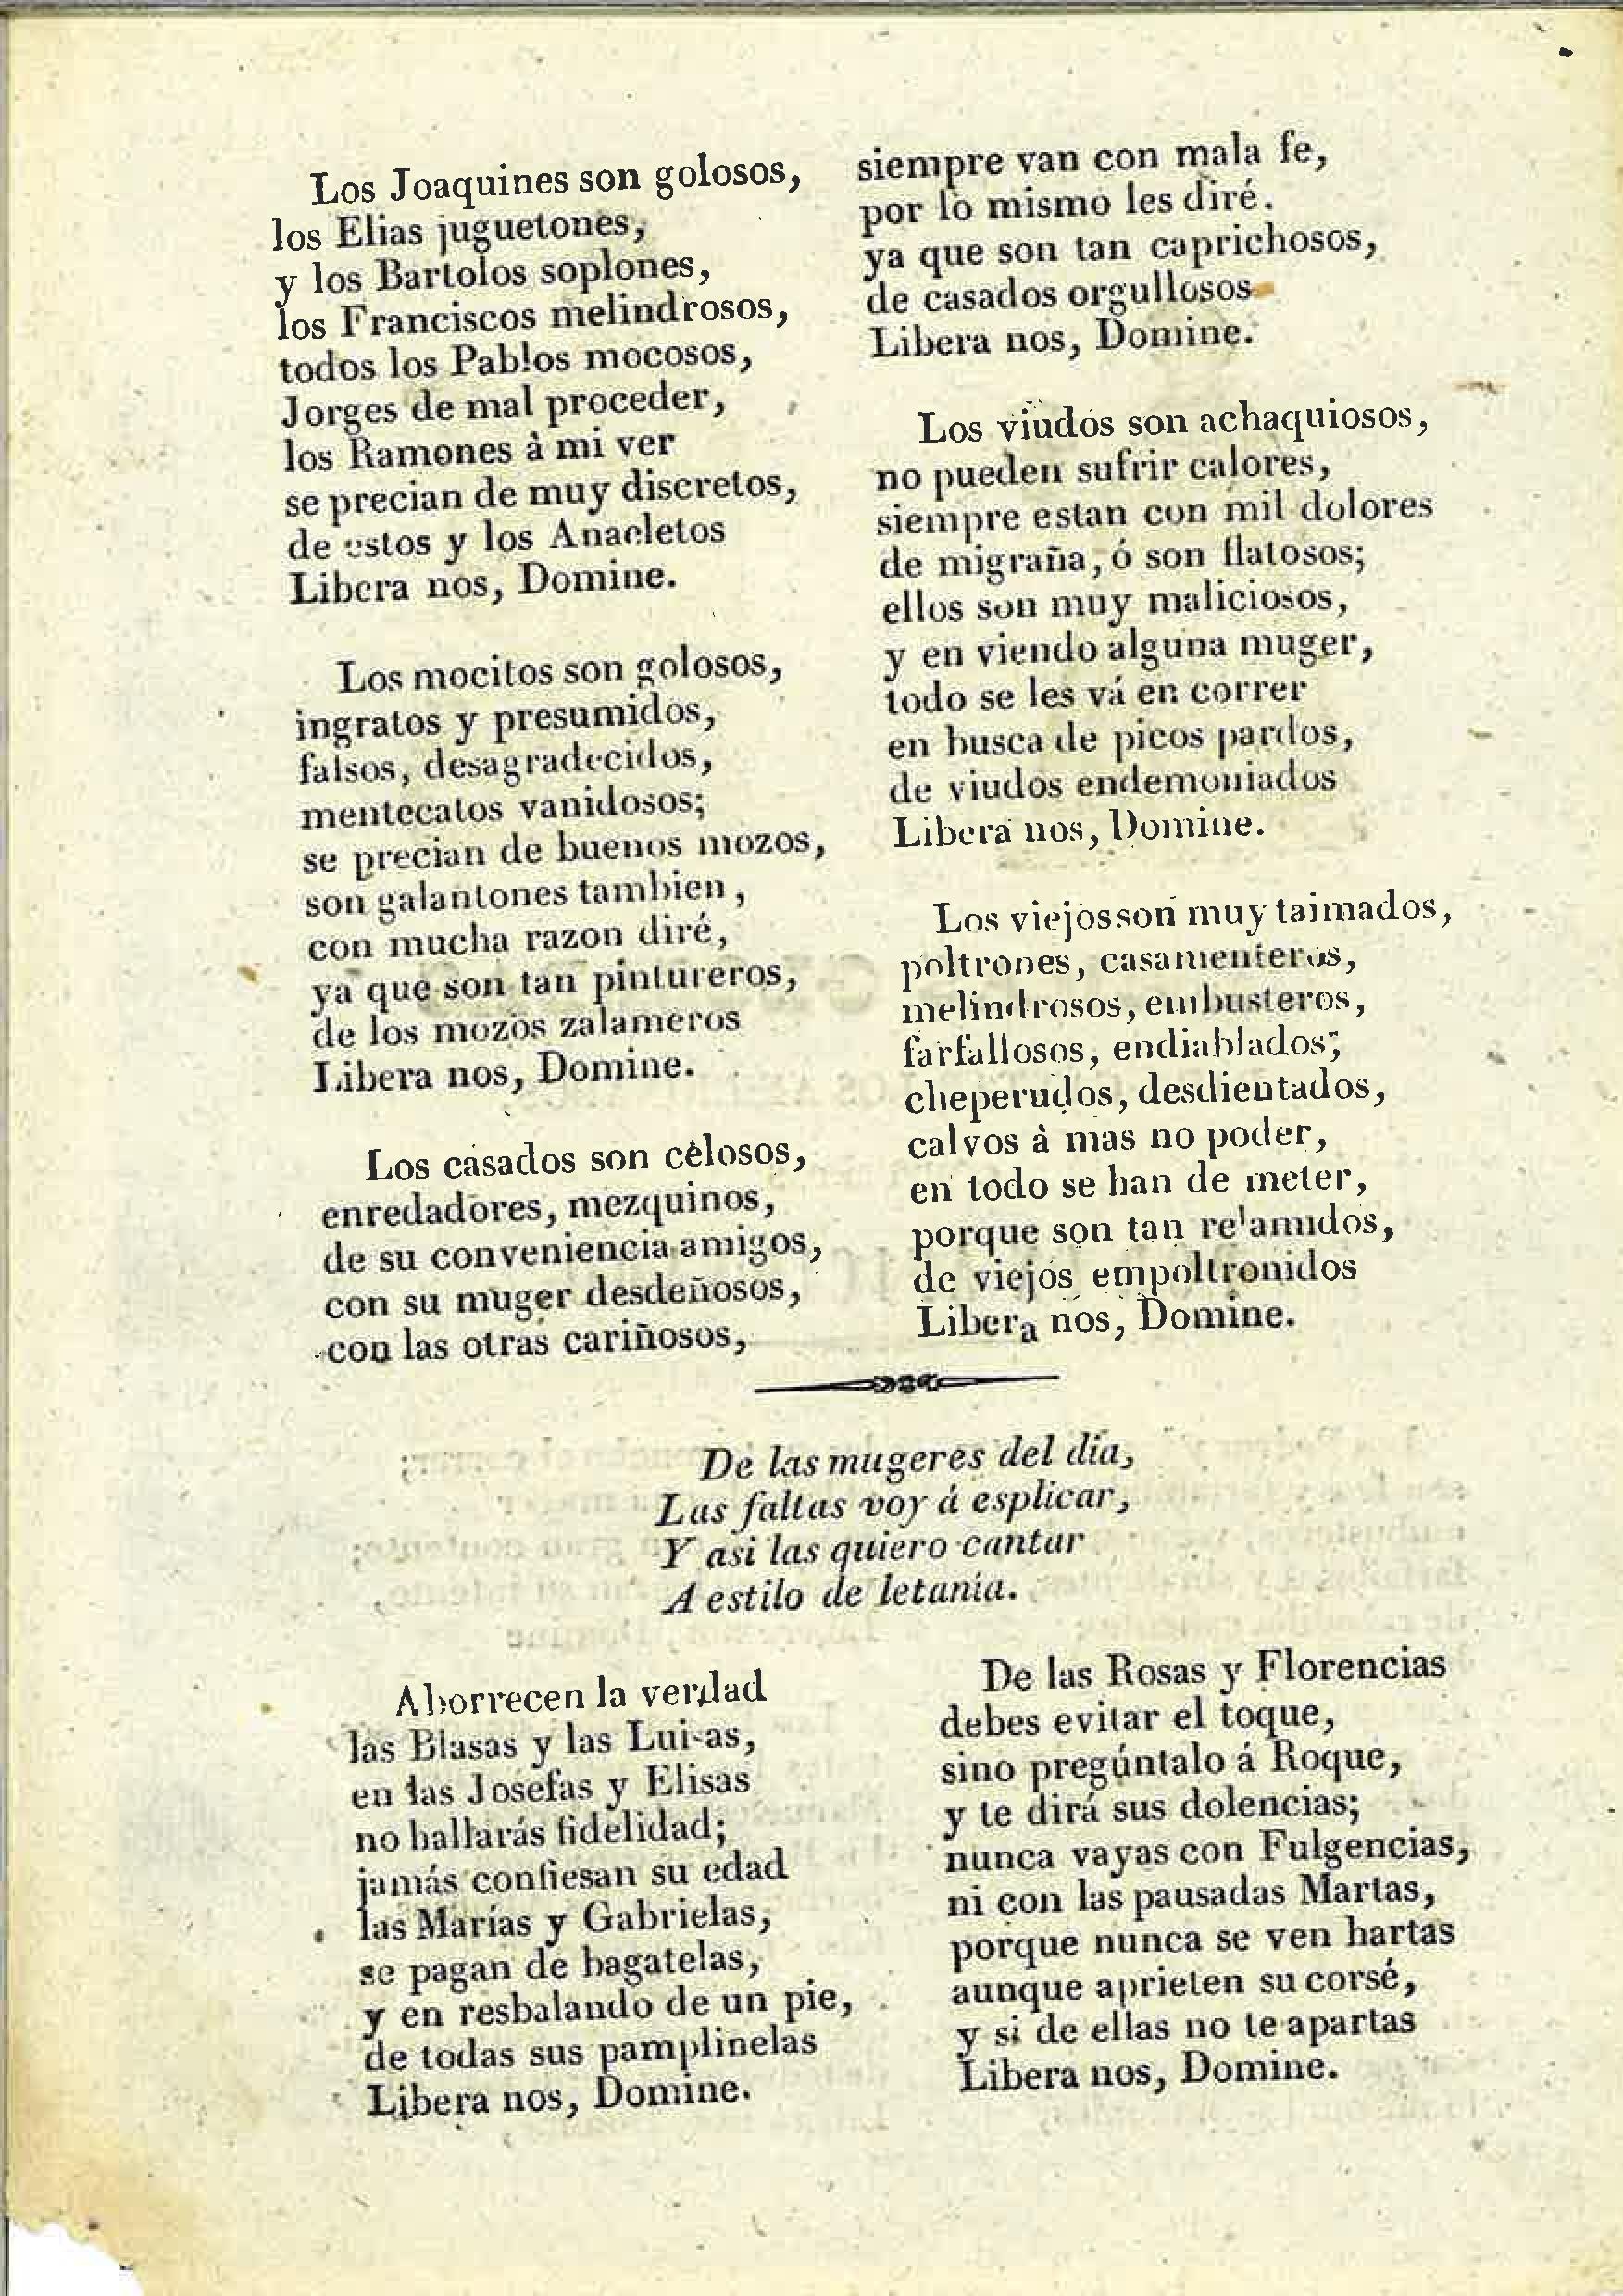 Los Joaquines son golosos,
los Elias juguetones,
y los Bartolos soplones,
los Franciscos melindrosos,
todos los Pablos mocosos,
Jorges de mal proceder,
los Ramones à mi ver
se precian de muy discretos,
de estos y los Anacletos
Libera nos, Domine.

Los mocitos son golosos,
ingratos y presumidos,
falsos, desagradecidos,
mentecatos vanidosos;
se precian de buenos mozos,
son galantones tambien,
con mucha razon diré,
ya que son tan pintureros,
de los mozos zalameros
Libera nos, Domine.

Los casados son celosos,
enredadores, mezquinos,
de su conveniencia amigos,
con su muger desdeñosos,
con las otras cariñosos,
siempre van con mala fe,
por lo mismo les diré.
ya que son tan caprichosos,
de casados orgullosos
Libera nos, Domine.

Los viudos son achaquiosos,
no pueden sufrir calores,
siempre estan con mil dolores
de migraña, ó son flatosos;
ellos son muy maliciosos,
y en viendo alguna muger,
todo se les vá en correr
en busca de picos pardos,
de viudos endemoniados
Libera nos, Domine.

Los viejos son muy taimados,
poltrones, casamenteros,
melindrosos, embusteros,
farfallosos, endiablados;
cheperudos, desdientados,
calvos à mas no poder,
en todo se han de meter,
porque son tan relamidos,
de viejos empoltronidos
Libera nos, Domine.

De las mugeres del dia,
Las faltas voy á esplicar,
Y asi las quiero cantar
A estilo de letanía.

Aborrecen la verdad
las Blasas y las Luisas,
en las Josefas y Elisas
no hallarás fidelidad;
jamás confiesan su edad
las Marías y Gabrielas,
se pagan de bagatelas,
y en resbalando de un pie,
de todas sus pamplinelas
Libera nos, Domine.

De las Rosas y Florencias
debes evitar el toque,
sino pregúntalo á Roque,
y te dirá sus dolencias;
nunca vayas con Fulgencias,
ni con las pausadas Martas,
porque nunca se ven hartas
aunque aprieten su corsé,
y si de ellas no te apartas
Libera nos, Domine.